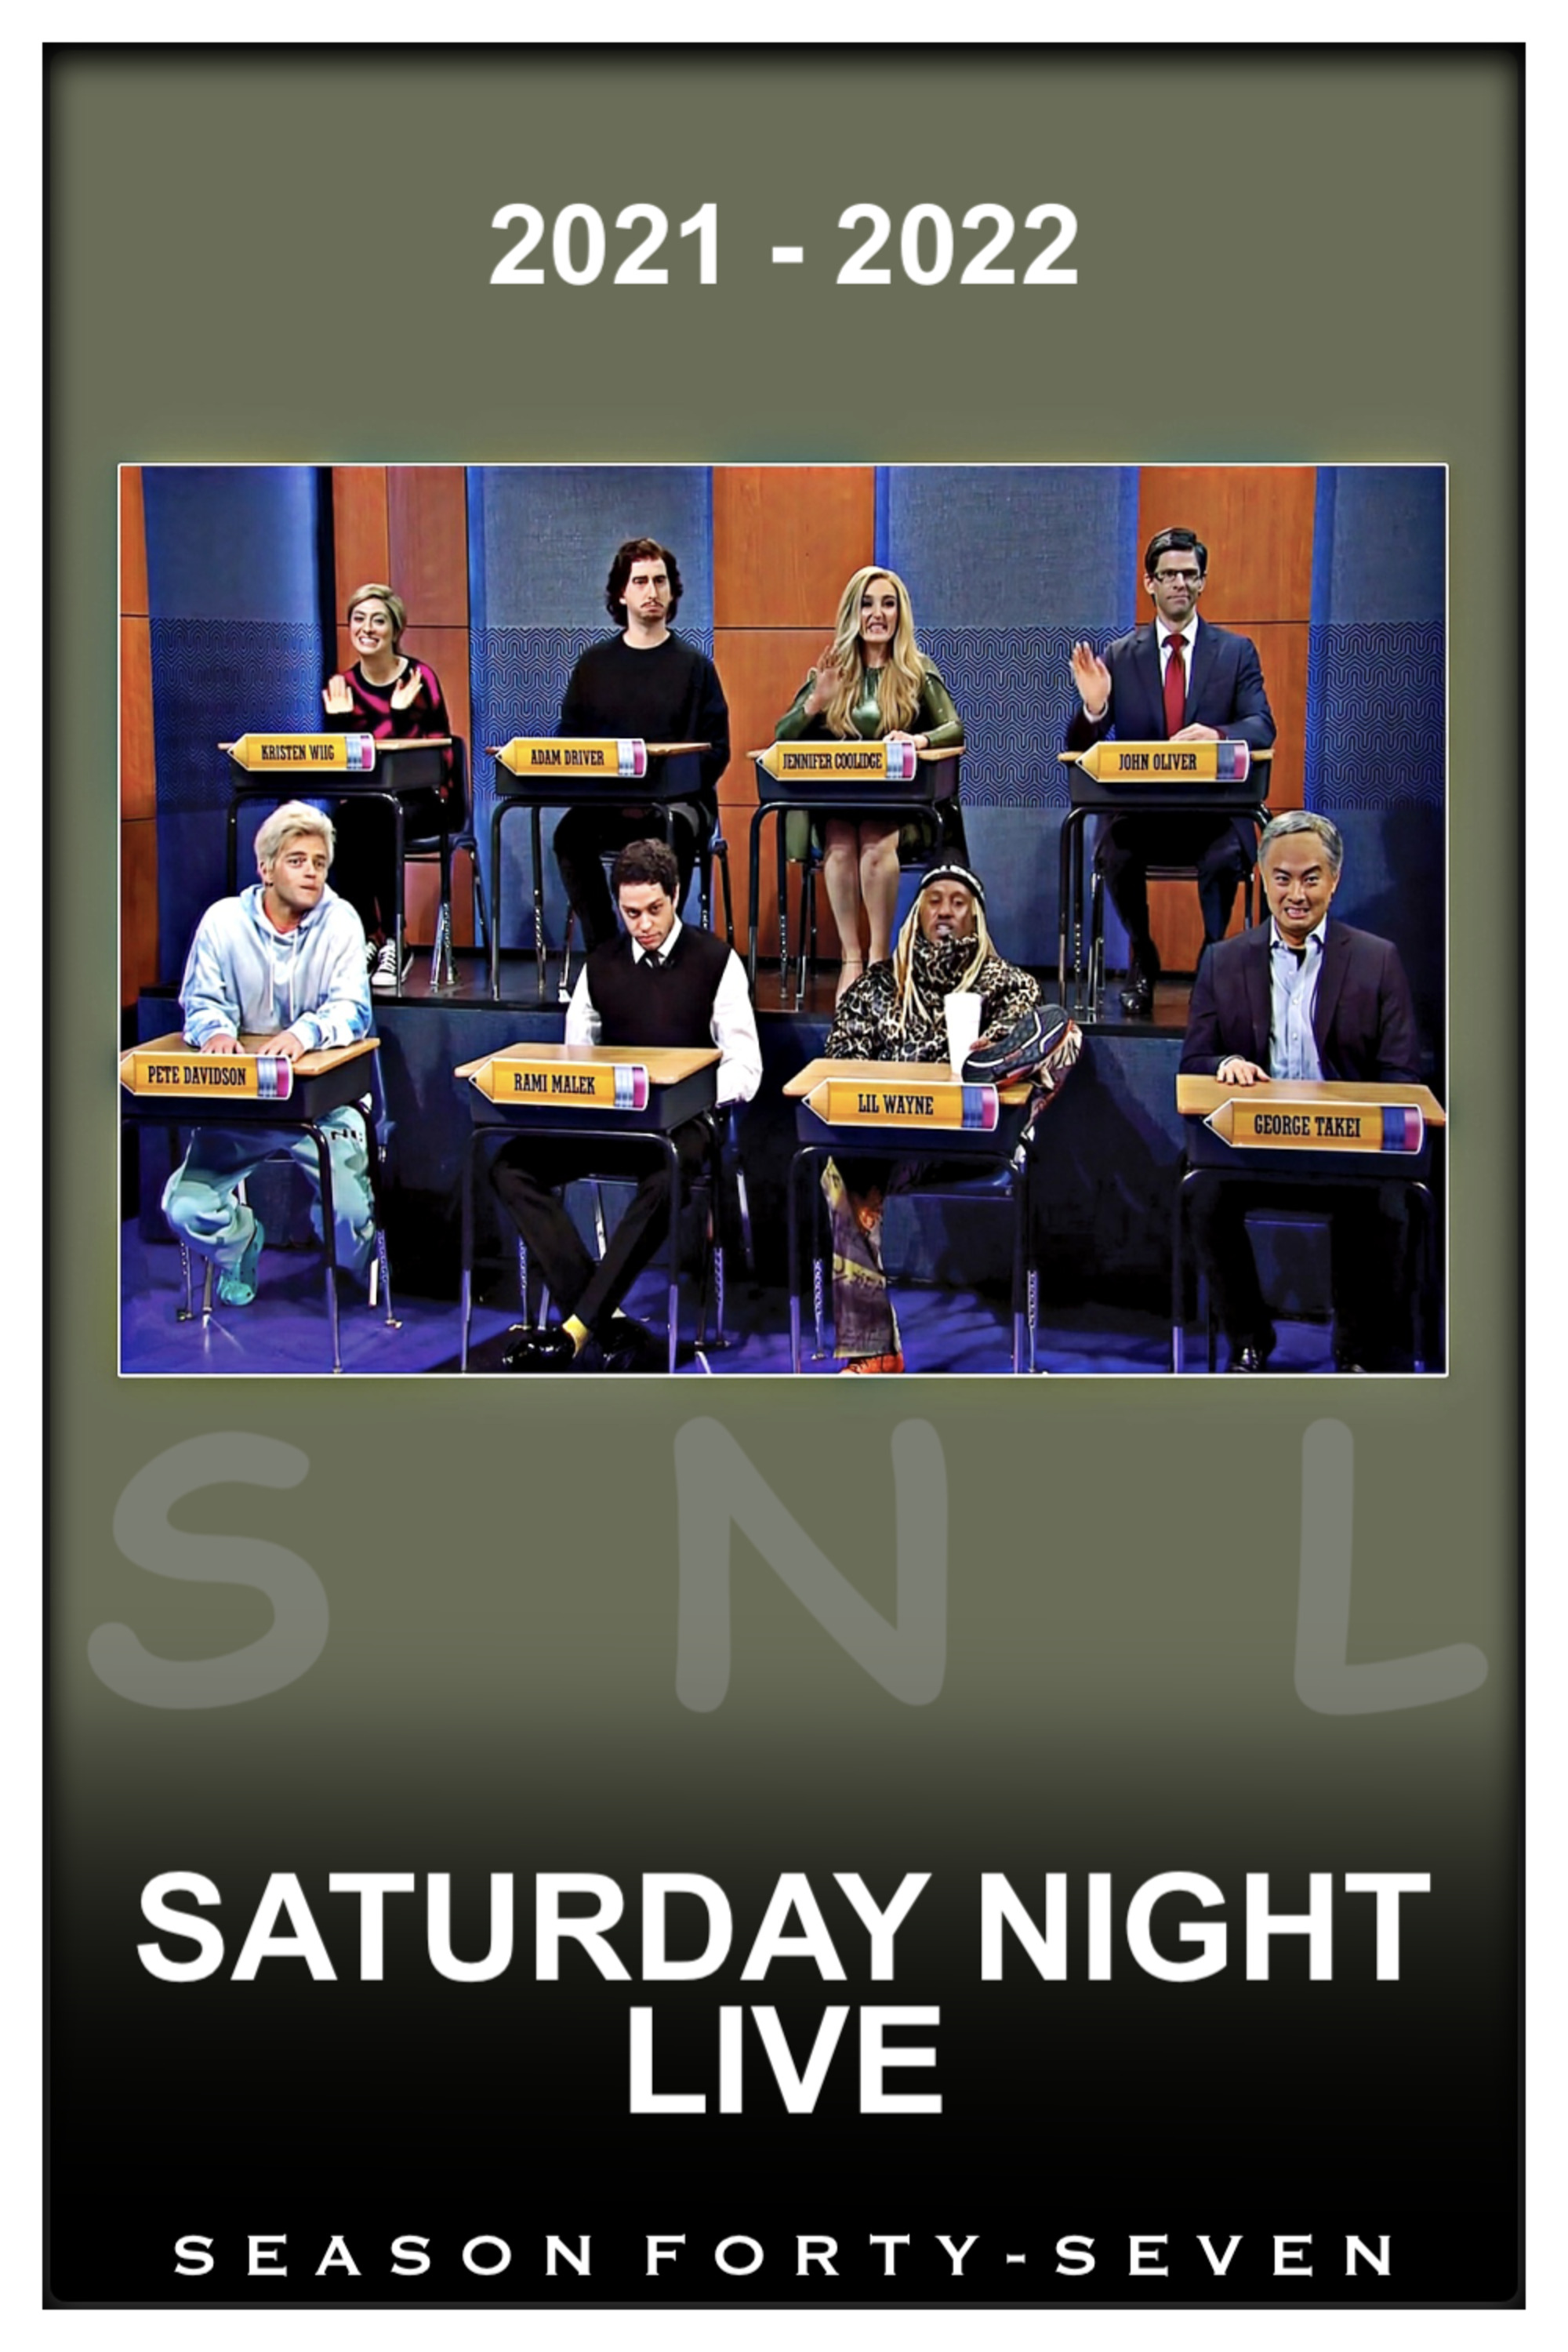 2021 - 2022
KRISTEN WIIG
ADAM DRIVER
JENNIFER COOLIDGE
JOHN OLIVER
PETE DAVIDSON
RAMI MALEK
LIL WAYNE
GEORGE TAKEI
S N L
SATURDAY NIGHT
LIVE
SEASON FORTY-SEVEN